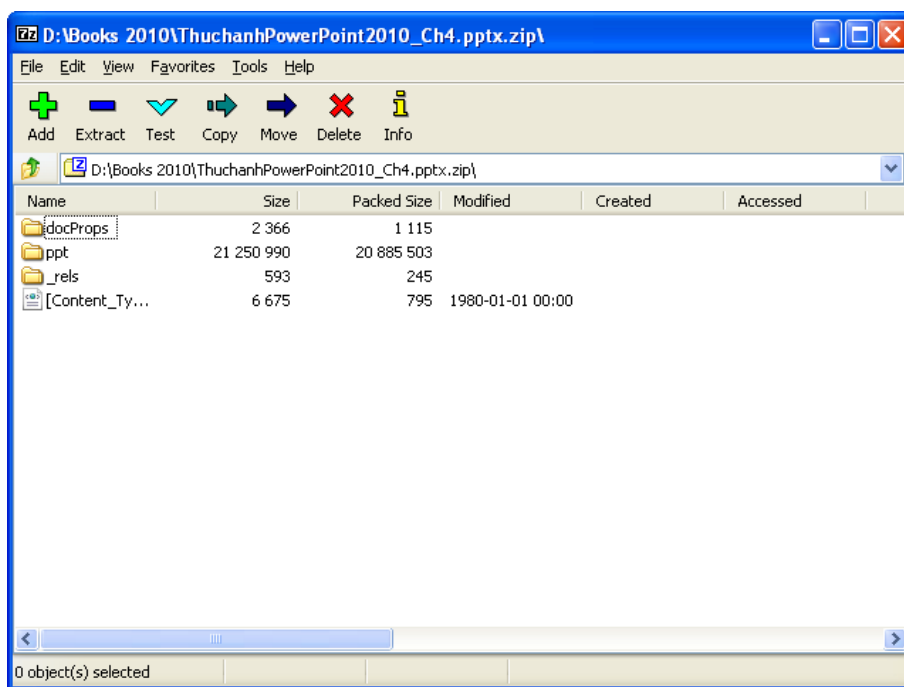 7z D:\Books 2010\ThuchanhPowerPoint2010_Ch4.pptx.zip\
File Edit View Favorites Tools Help
Add Extract Test Copy Move Delete Info
D:\Books 2010\ThuchanhPowerPoint2010_Ch4.pptx.zip\
Name Size Packed Size Modified Created Accessed
docProps 2 366 1 115
ppt 21 250 990 20 885 503
_rels 593 245
[Content_Ty... 6 675 795 1980-01-01 00:00
0 object(s) selected